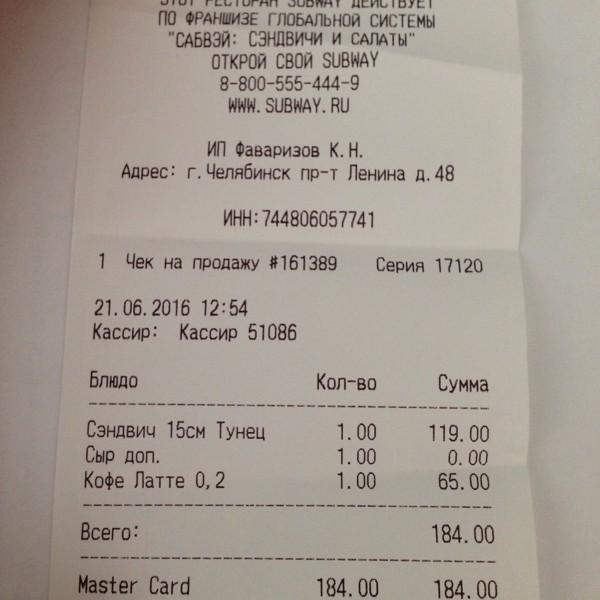 ЭТОТ РЕСТОРАН SUBWAY ДЕЙСТВУЕТ
ПО ФРАНШИЗЕ ГЛОБАЛЬНОЙ СИСТЕМЫ
"САБВЭЙ: СЭНДВИЧИ И САЛАТЫ"
ОТКРОЙ СВОЙ SUBWAY
8-800-555-444-9
WWW.SUBWAY.RU
ИП Фаваризов К.Н.
Адрес: г.Челябинск пр-т Ленина д.48
ИНН:744806057741
1 Чек на продажу #161389 Серия 17120
21.06.2016 12:54
Кассир: Кассир 51086
Блюдо Кол-во Сумма
Сэндвич 15см Тунец 1.00 119.00
Сыр доп. 1.00 0.00
Кофе Латте 0,2 1.00 65.00
Всего: 184.00
Master Card 184.00 184.00